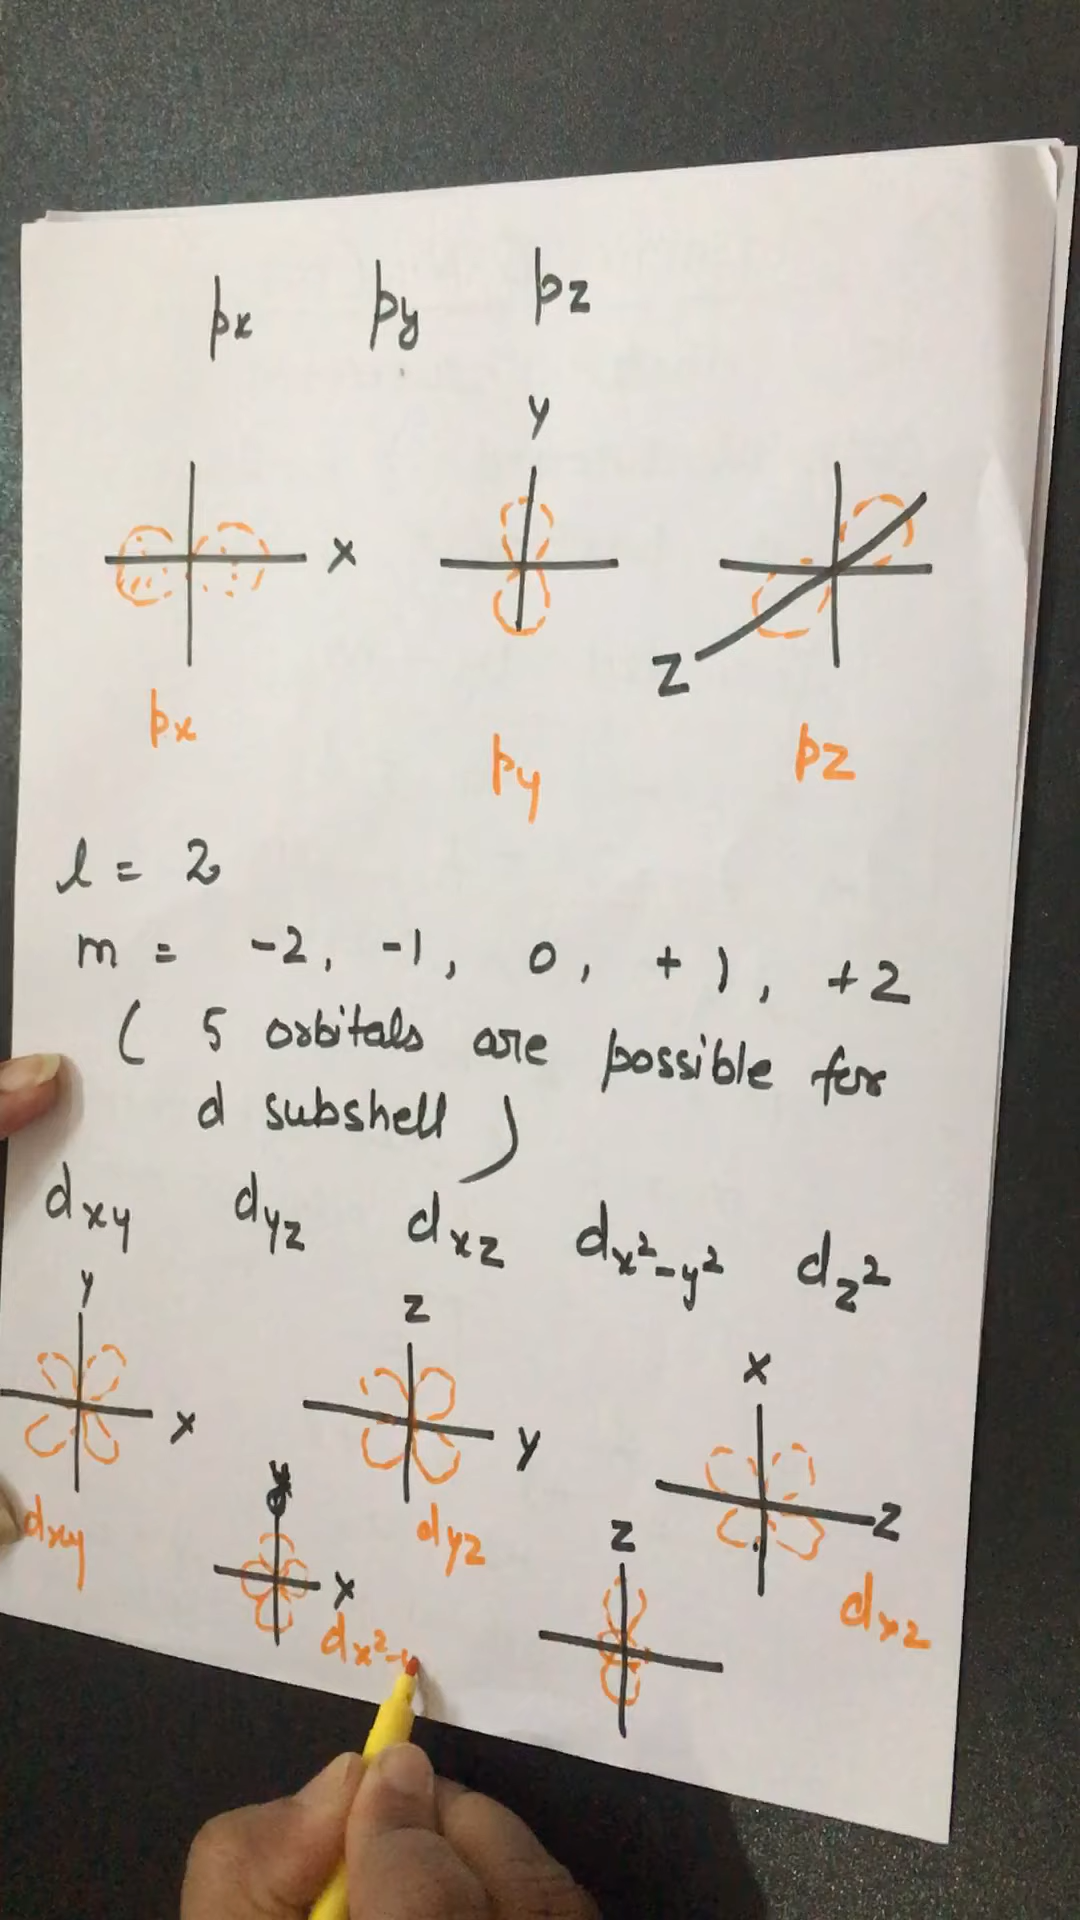 px py pz
y
x
z
px
py
pz
l = 2
m = -2, -1, 0, +1, +2
( 5 orbitals are possible for
d subshell )
dxy dyz dxz dx²-y² dz²
y
z
x
x
y
z
dxy
dyz
z
x
dxz
dx²-y